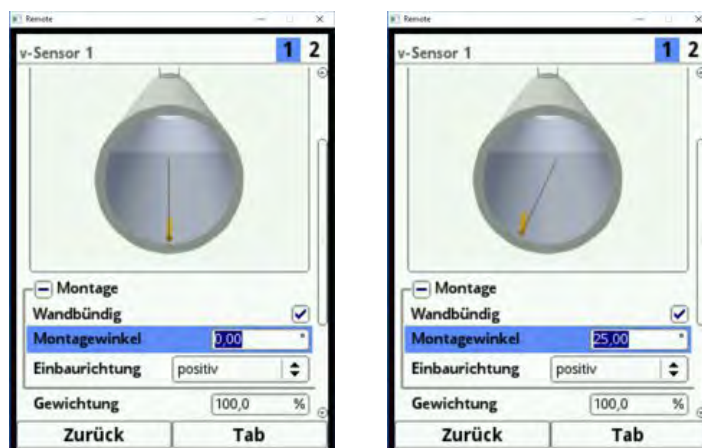 Remote
v-Sensor 1 1 2
Montage
Wandbündig
Montagewinkel 0,00 °
Einbaurichtung positiv
Gewichtung 100,0 %
Zurück Tab
Remote
v-Sensor 1 1 2
Montage
Wandbündig
Montagewinkel 25,00 °
Einbaurichtung positiv
Gewichtung 100,0 %
Zurück Tab